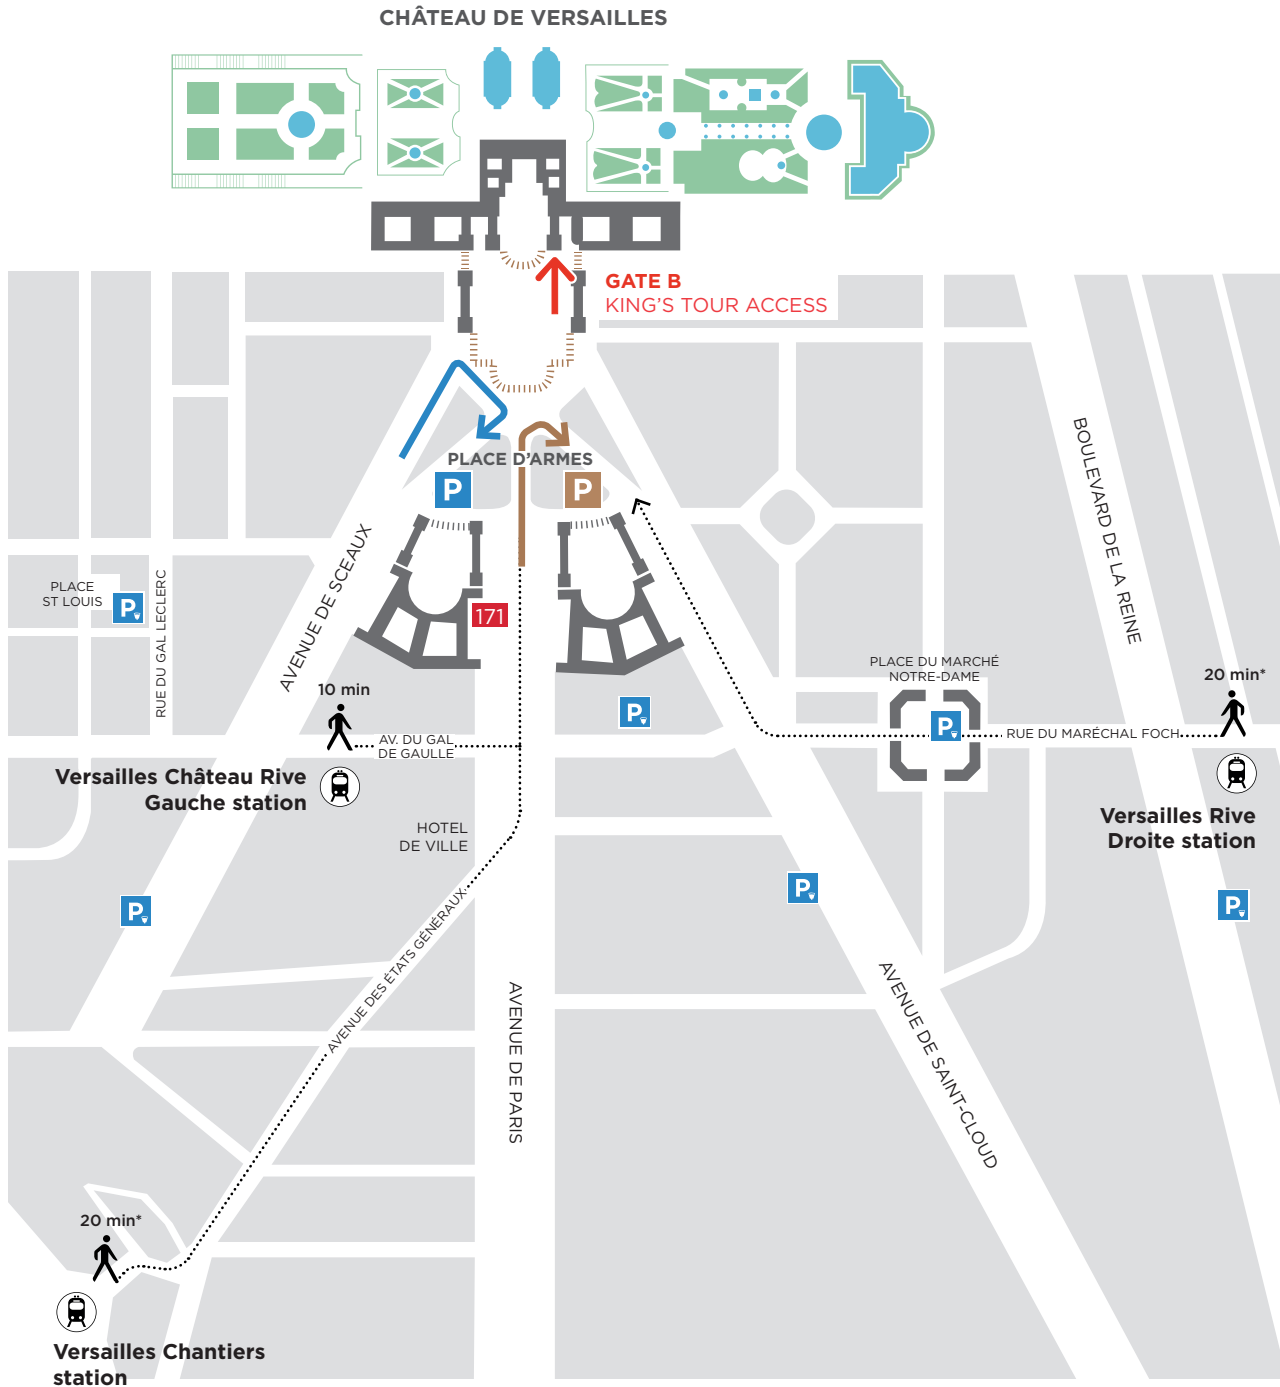 CHÂTEAU DE VERSAILLES
GATE B
KING'S TOUR ACCESS
PLACE D'ARMES
P
P
BOULEVARD DE LA REINE
AVENUE DE SCEAUX
PLACE
ST LOUIS
P
RUE DU GAL LECLERC
171
PLACE DU MARCHÉ
NOTRE-DAME
P
P
10 min
20 min*
AV. DU GAL
DE GAULLE
RUE DU MARÉCHAL FOCH
Versailles Château Rive
Gauche station
Versailles Rive
Droite station
HOTEL
DE VILLE
P
P
P
AVENUE DES ÉTATS GÉNÉRAUX
AVENUE DE PARIS
AVENUE DE SAINT-CLOUD
20 min*
Versailles Chantiers
station